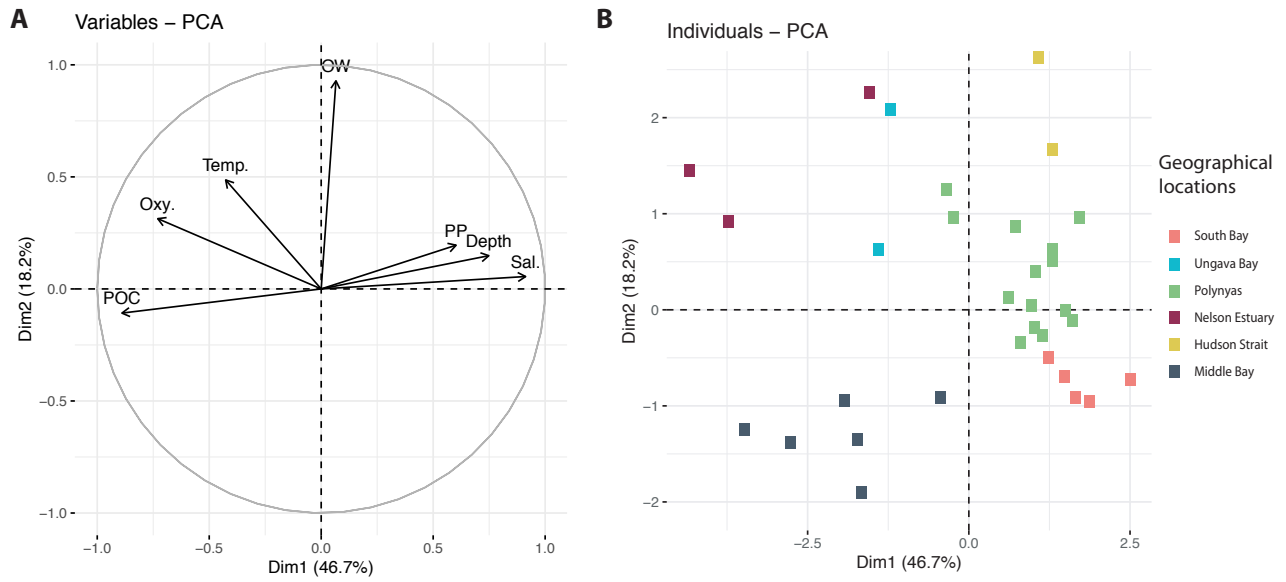 A
Variables – PCA
1.0
0.5
0.0
−0.5
−1.0
Dim2 (18.2%)
OW
Temp.
Oxy.
PP
Depth
Sal.
POC
−1.0
−0.5
0.0
0.5
1.0
Dim1 (46.7%)
B
Individuals – PCA
2
1
0
−1
−2
Dim2 (18.2%)
−2.5
0.0
2.5
Dim1 (46.7%)
Geographical
locations
South Bay
Ungava Bay
Polynyas
Nelson Estuary
Hudson Strait
Middle Bay